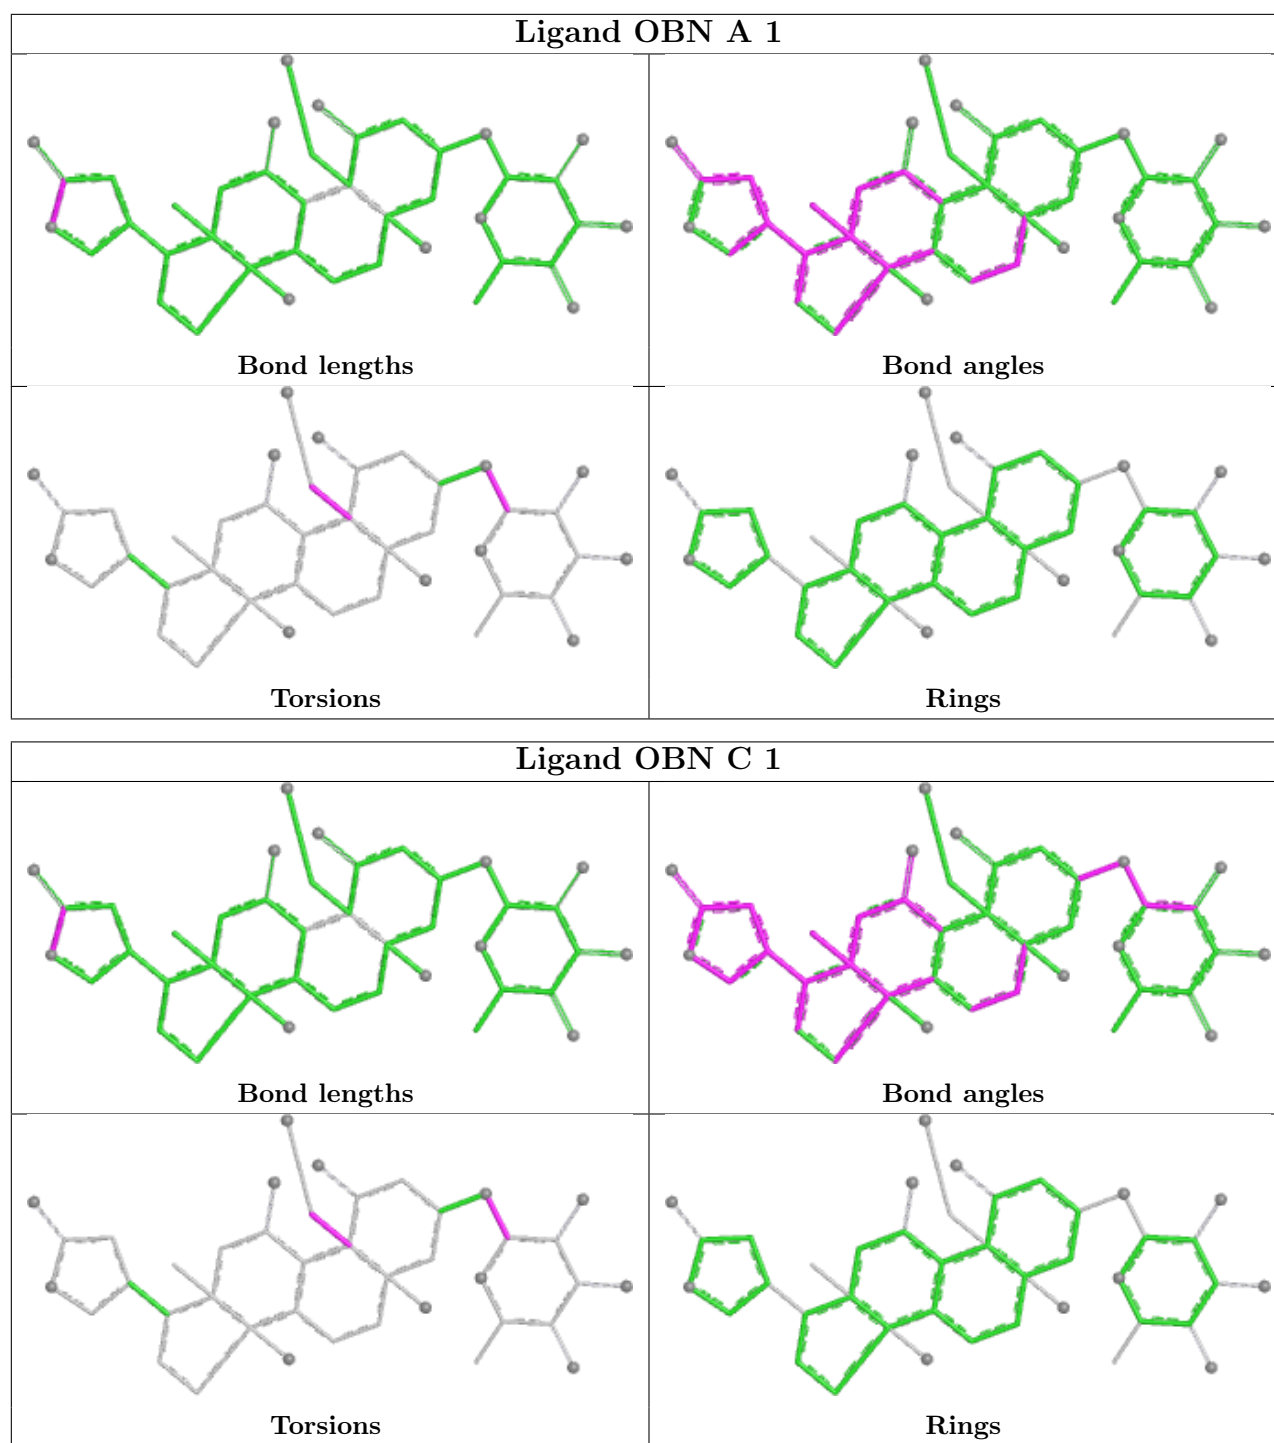 Ligand OBN A 1
Bond lengths
Bond angles
Torsions
Rings
Ligand OBN C 1
Bond lengths
Bond angles
Torsions
Rings